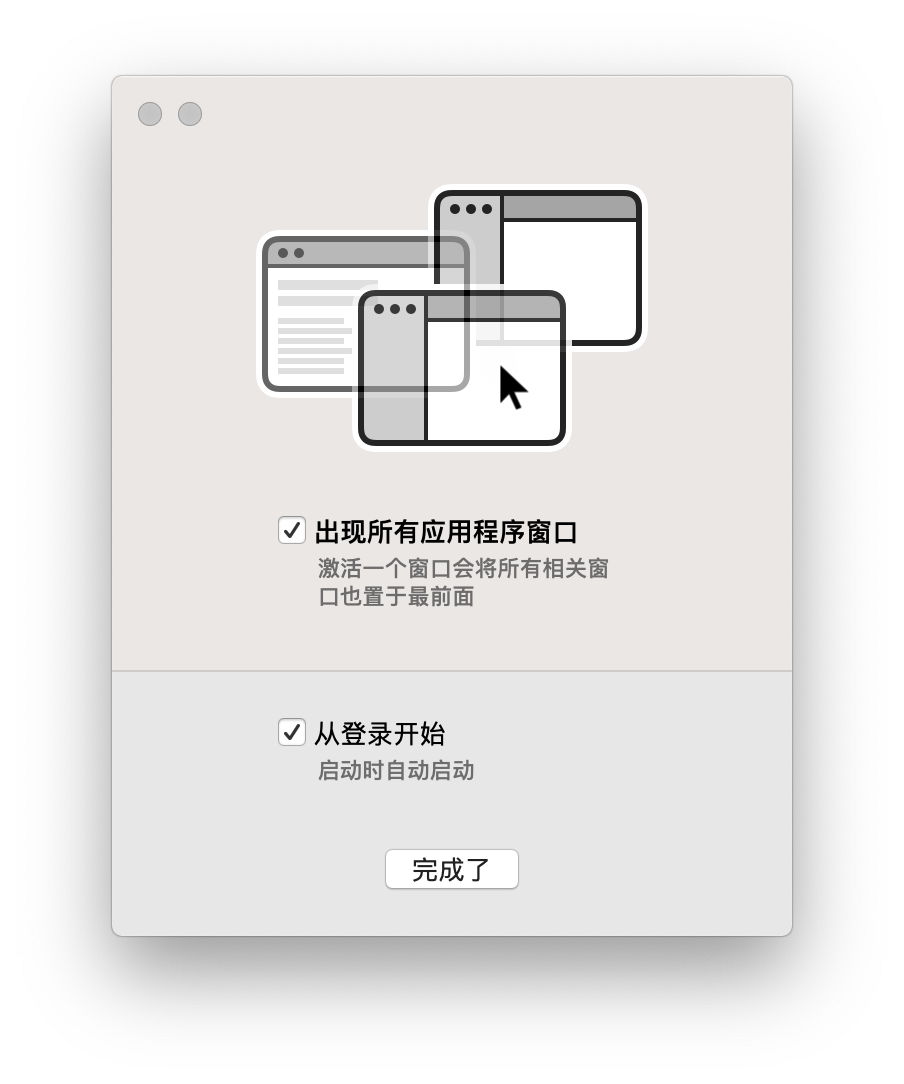 出现所有应用程序窗口
激活一个窗口会将所有相关窗
口也置于最前面
从登录开始
启动时自动启动
完成了